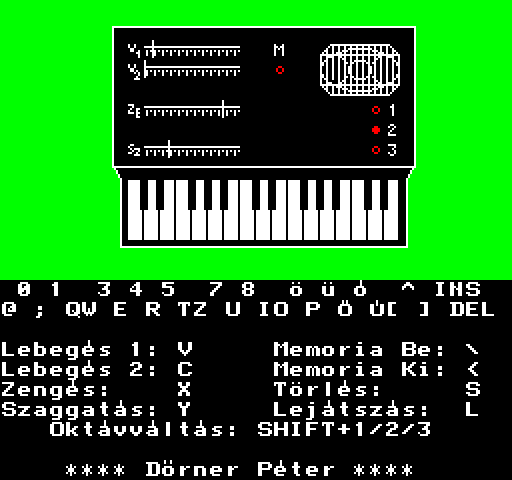 V1 M
V2
ZE 1
2
S2 3
0 1 3 4 5 7 8 ö ü ó ^ INS
@ ; QW E R TZ U IO P Ő Ú[ ] DEL
Lebegés 1: V Memoria Be: \
Lebegés 2: C Memoria Ki: <
Zengés: X Törlés: S
Szaggatás: Y Lejátszás: L
Oktávváltás: SHIFT+1/2/3
**** Dörner Péter ****